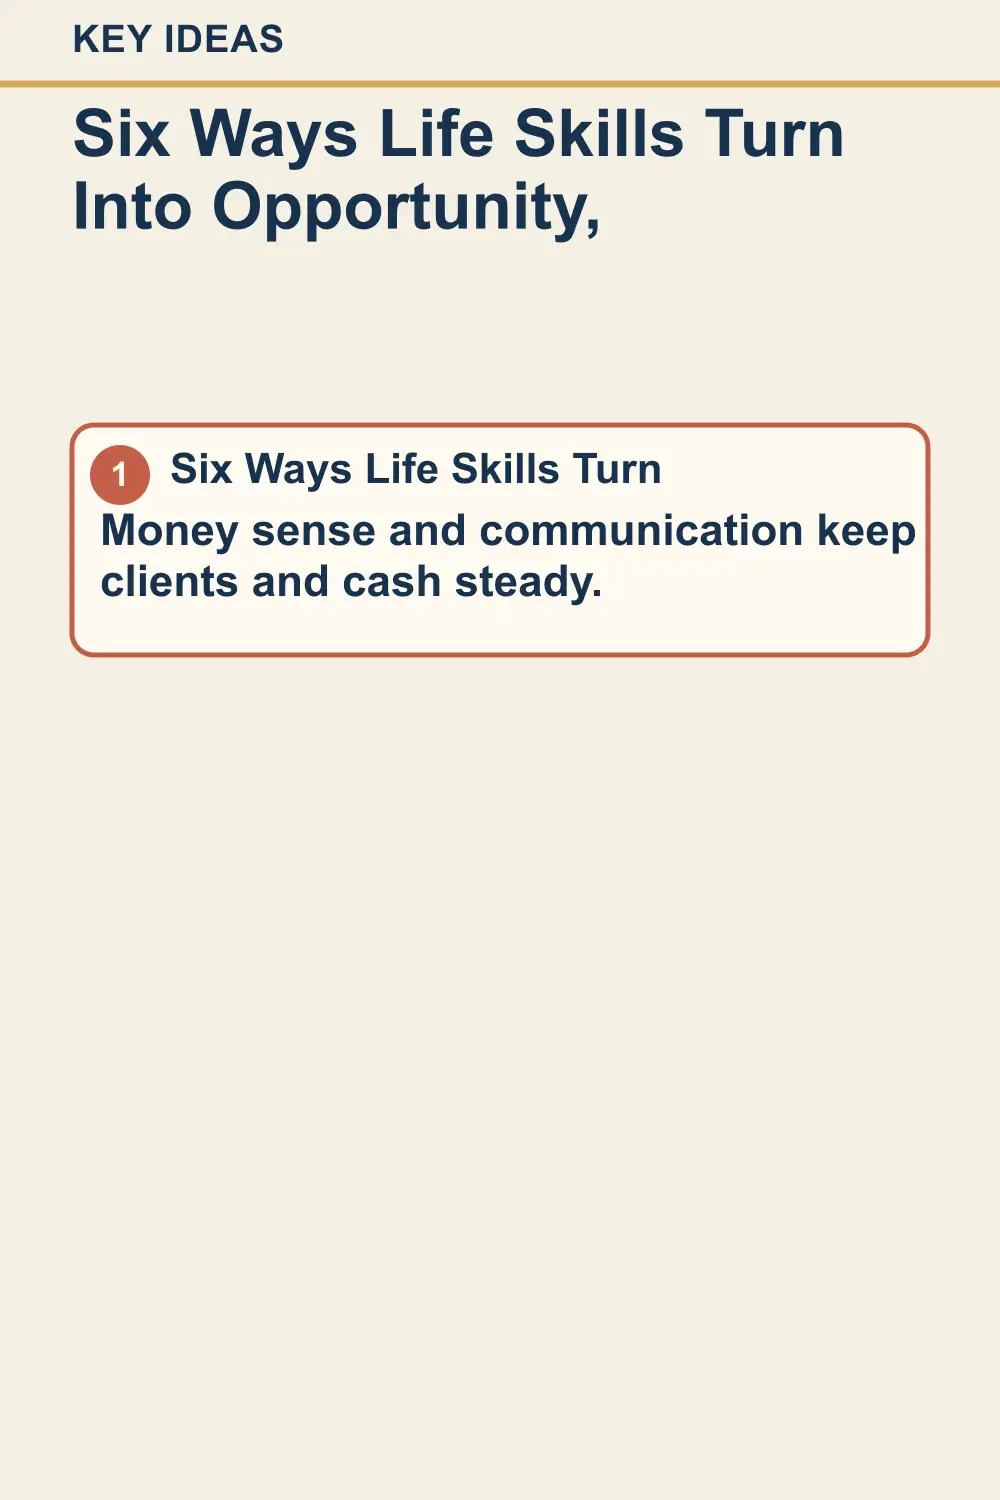 KEY IDEAS
Six Ways Life Skills Turn
Into Opportunity,
1 Six Ways Life Skills Turn
Money sense and communication keep
clients and cash steady.